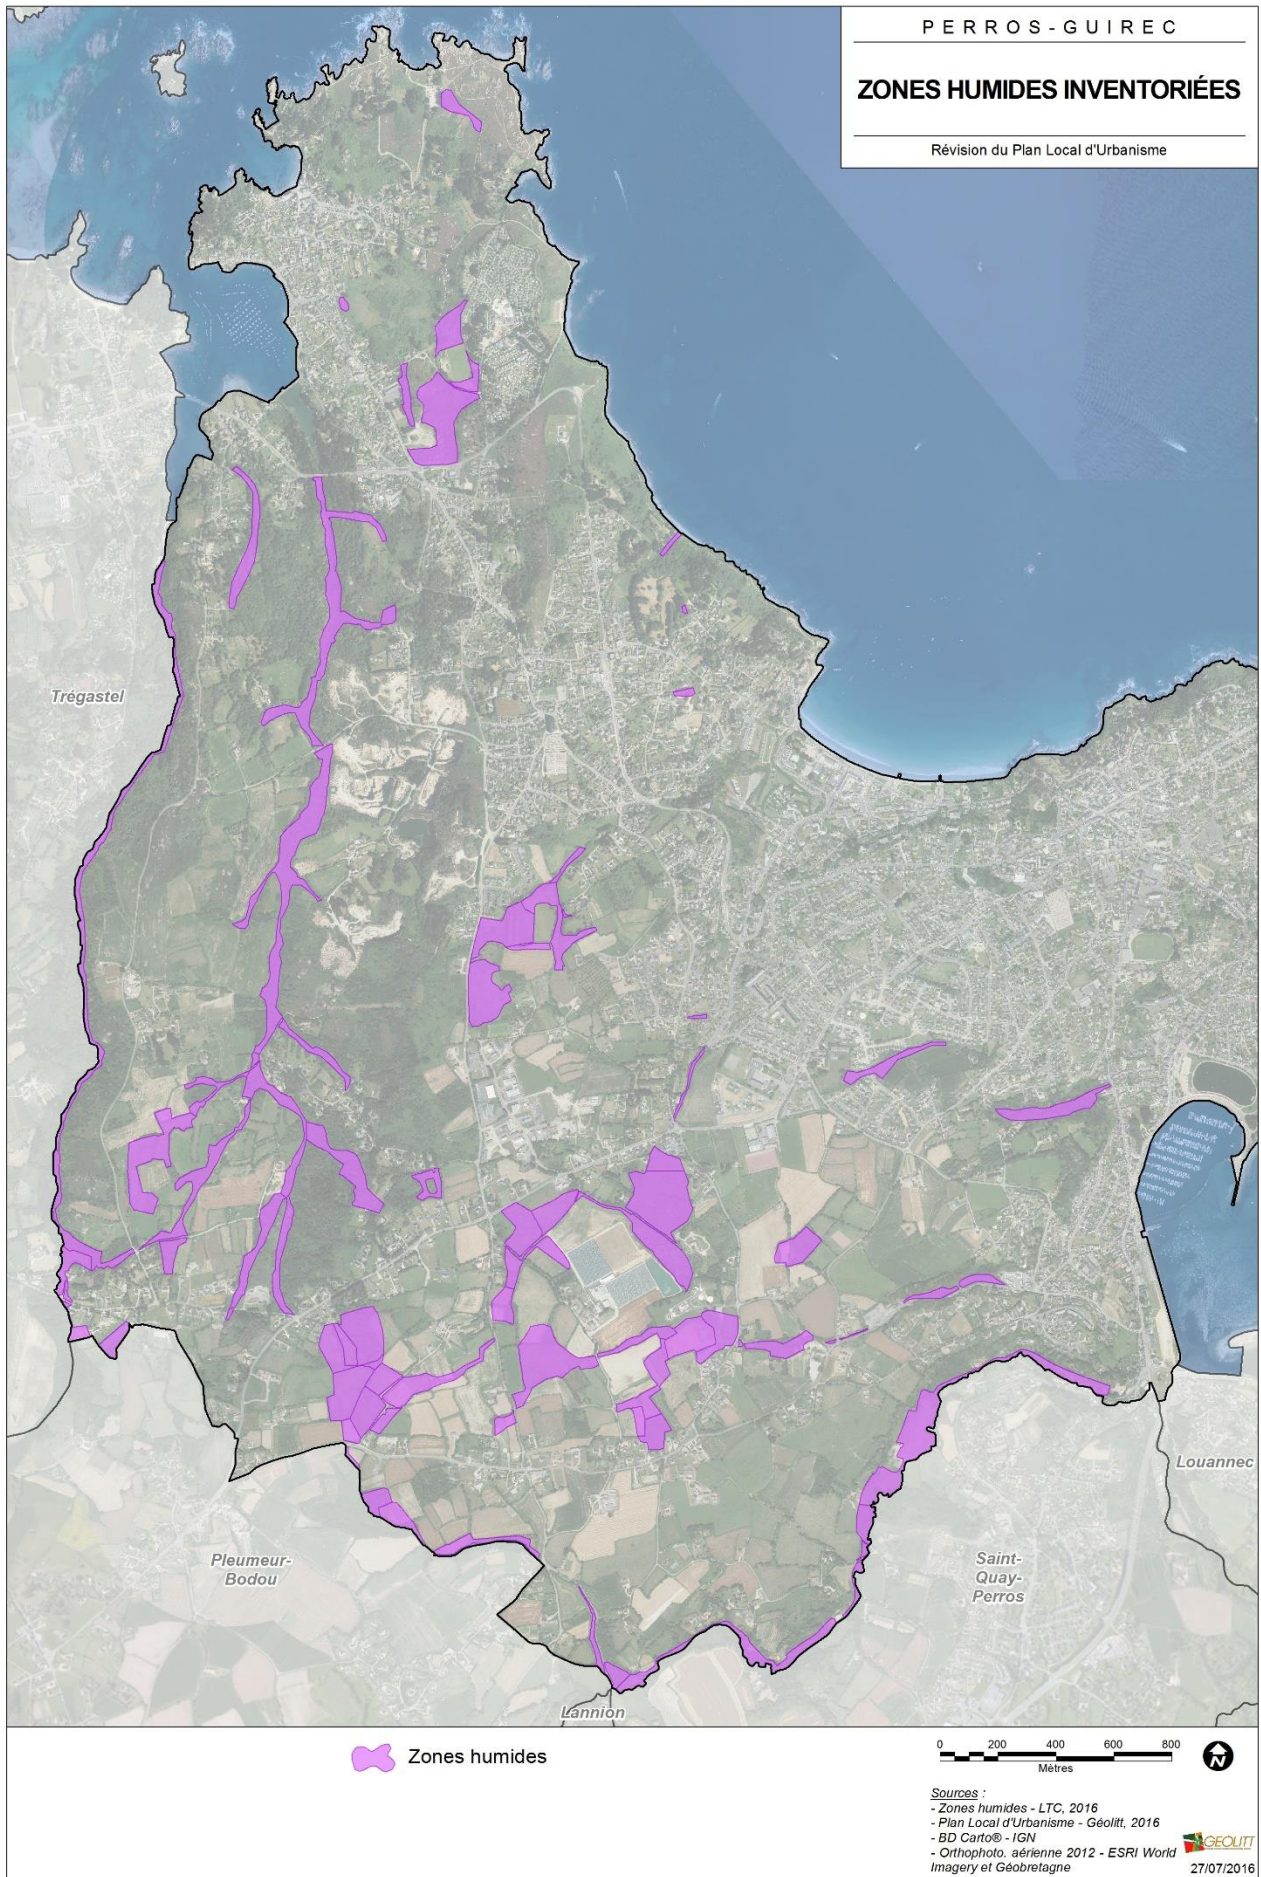 PERROS-GUIREC
ZONES HUMIDES INVENTORIÉES
Révision du Plan Local d'Urbanisme
Trégastel
Louannec
Pleumeur-
Bodou
Saint-
Quay-
Perros
Lannion
Zones humides
0 200 400 600 800
Mètres
N
Sources :
- Zones humides - LTC, 2016
- Plan Local d'Urbanisme - Géolitt, 2016
- BD Carto® - IGN
- Orthophoto. aérienne 2012 - ESRI World
Imagery et Géobretagne
GEOLITT
27/07/2016